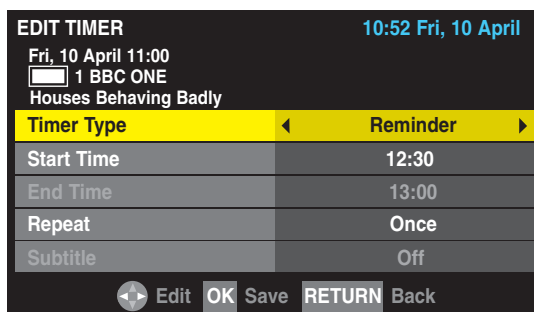 EDIT TIMER 10:52 Fri, 10 April
Fri, 10 April 11:00
1 BBC ONE
Houses Behaving Badly
Timer Type Reminder
Start Time 12:30
End Time 13:00
Repeat Once
Subtitle Off
Edit OK Save RETURN Back